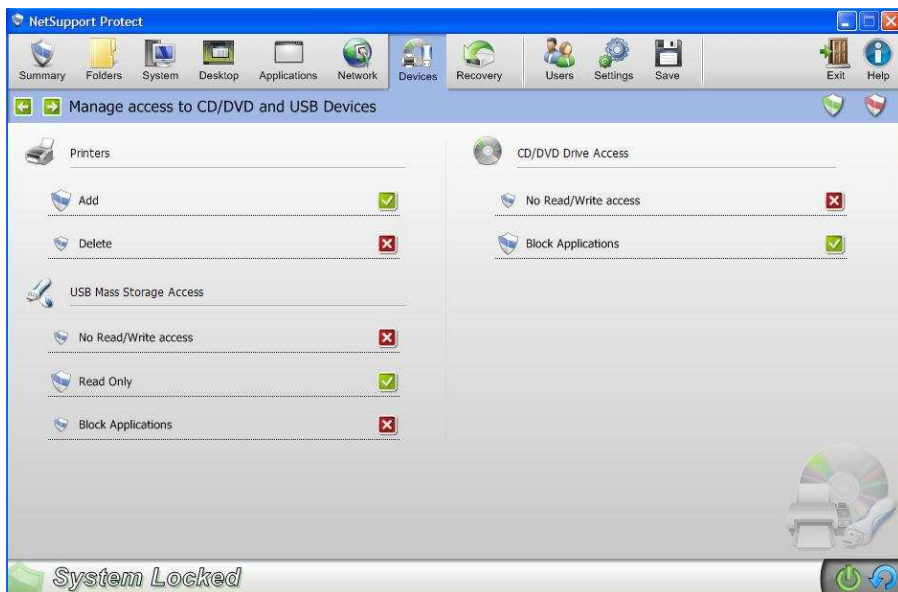 NetSupport Protect
Summary Folders System Desktop Applications Network Devices Recovery Users Settings Save Exit Help
Manage access to CD/DVD and USB Devices
Printers
Add
Delete
USB Mass Storage Access
No Read/Write access
Read Only
Block Applications
CD/DVD Drive Access
No Read/Write access
Block Applications
System Locked